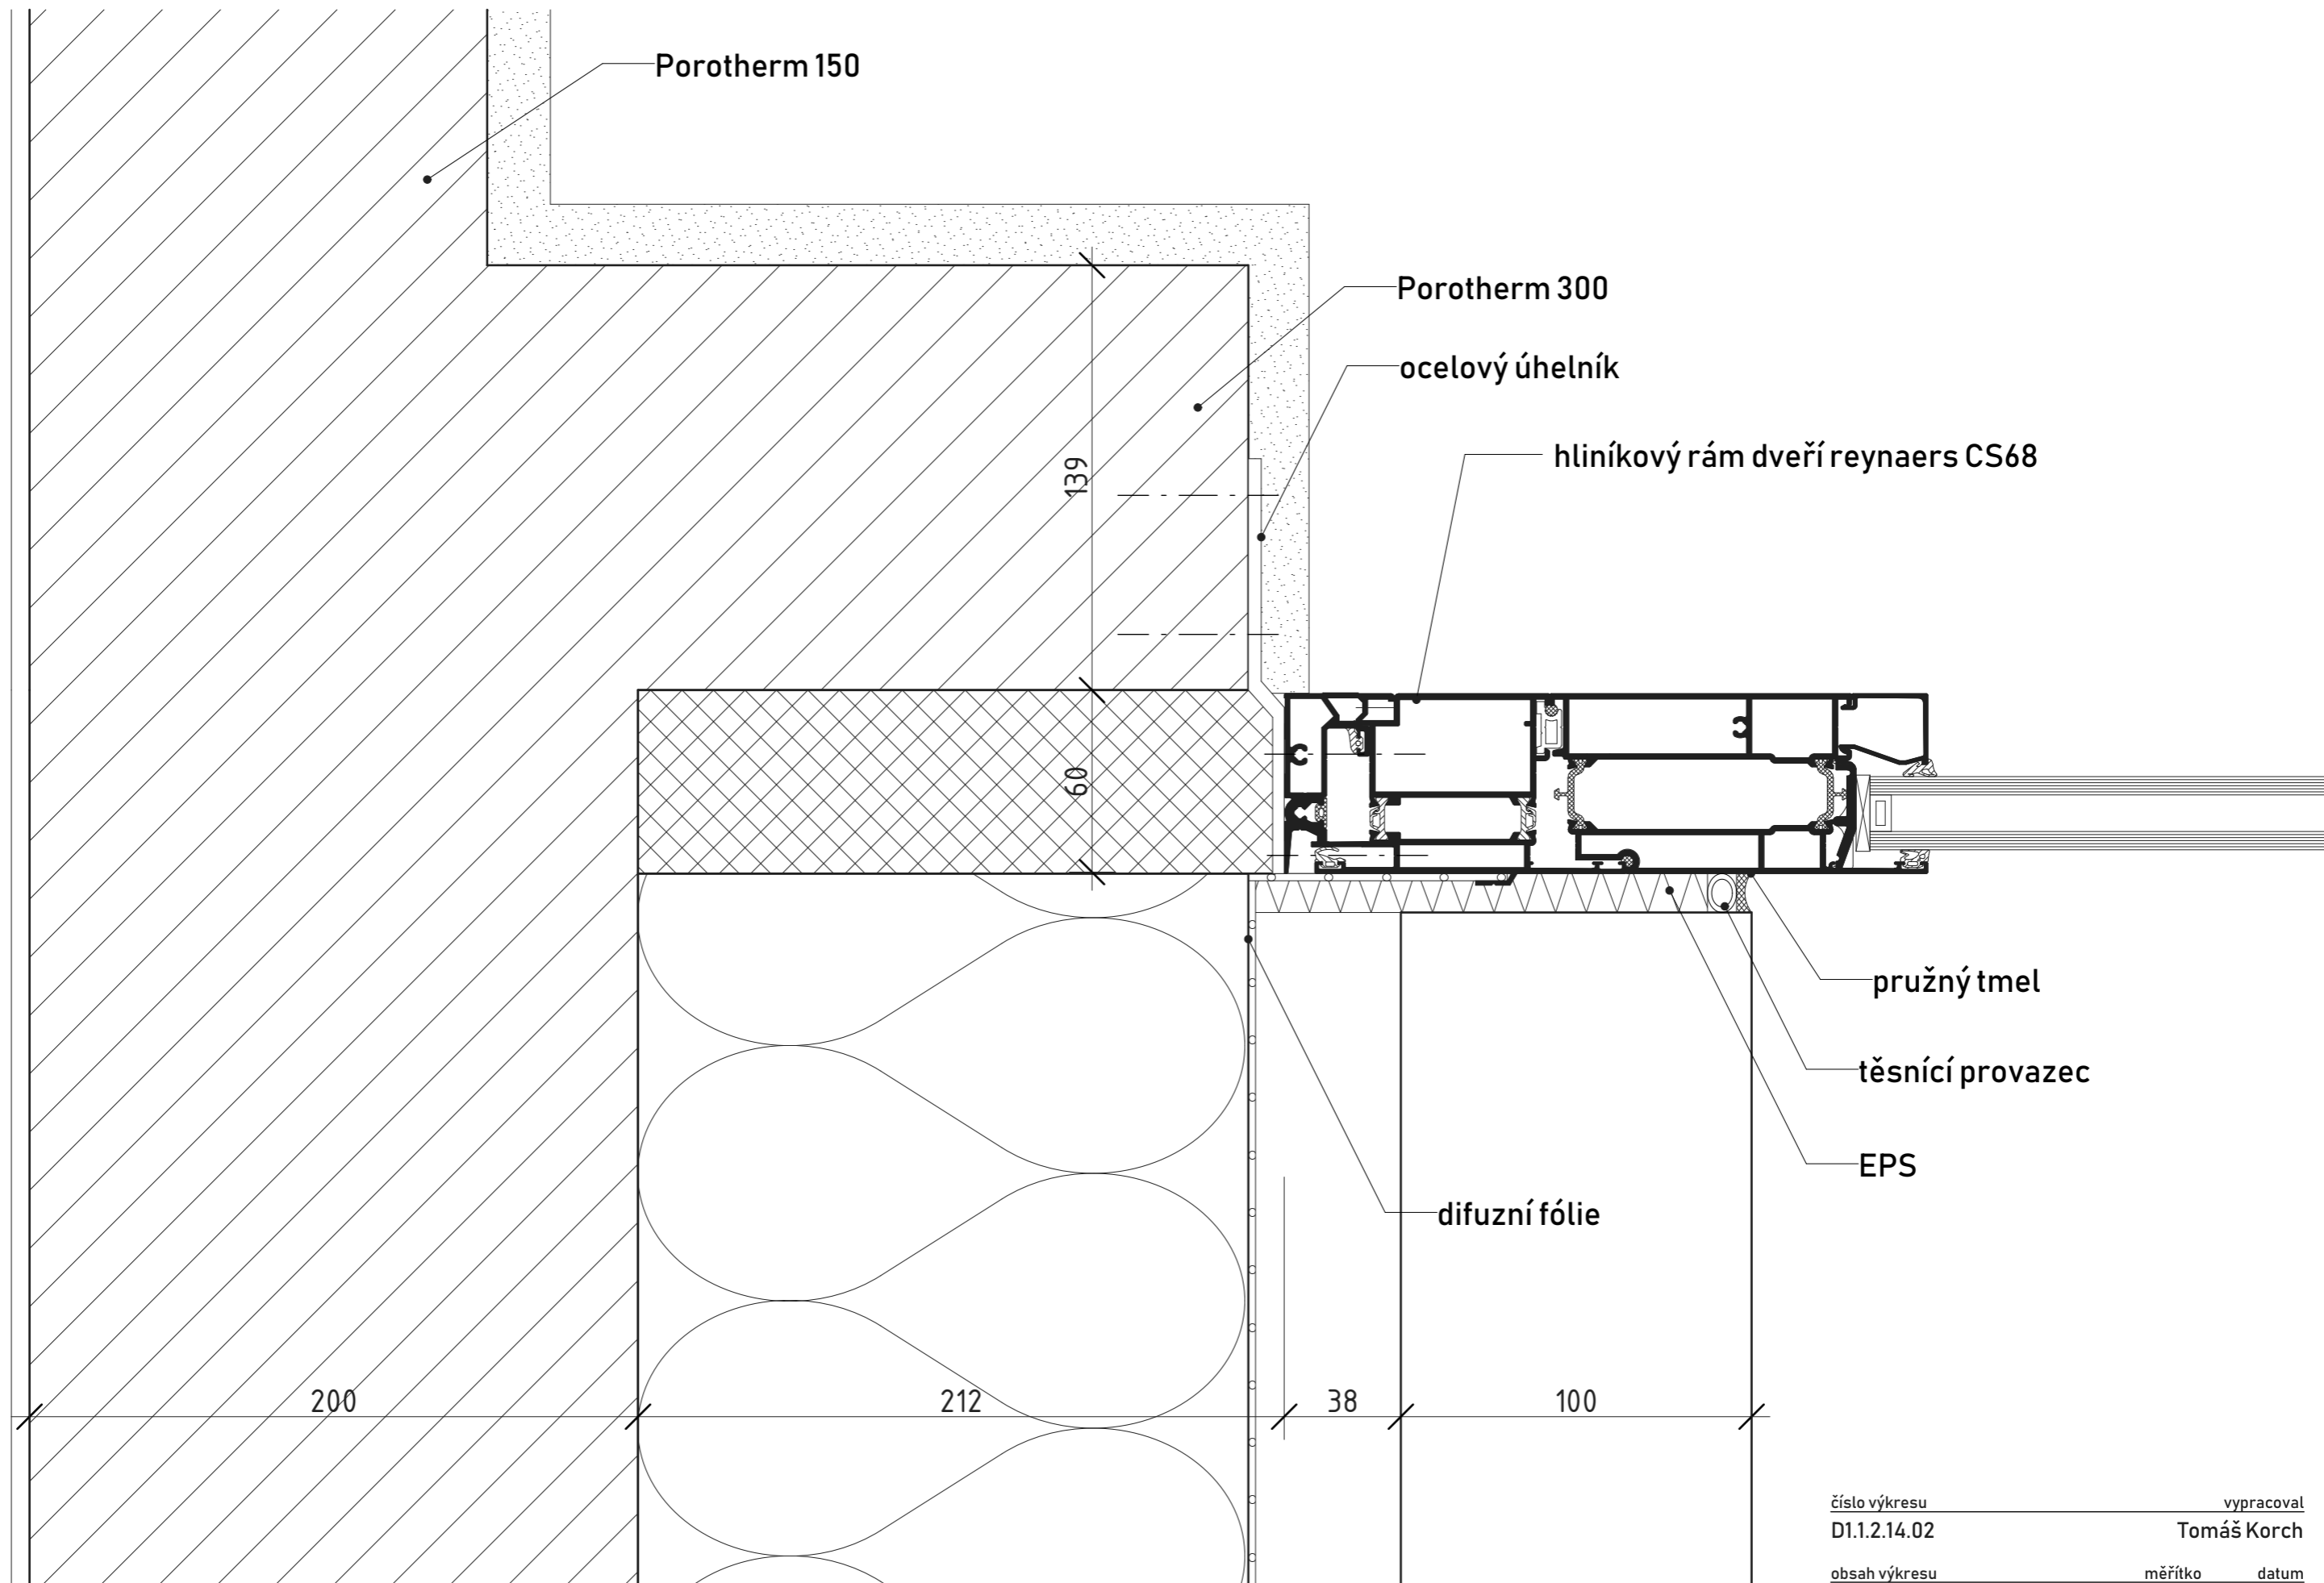 Porotherm 150
Porotherm 300
ocelový úhelník
hliníkový rám dveří reynaers CS68
139
60
pružný tmel
těsnící provazec
EPS
difuzní fólie
200
212
38
100
číslo výkresu vypracoval
D1.1.2.14.02 Tomáš Korch
obsah výkresu měřítko datum